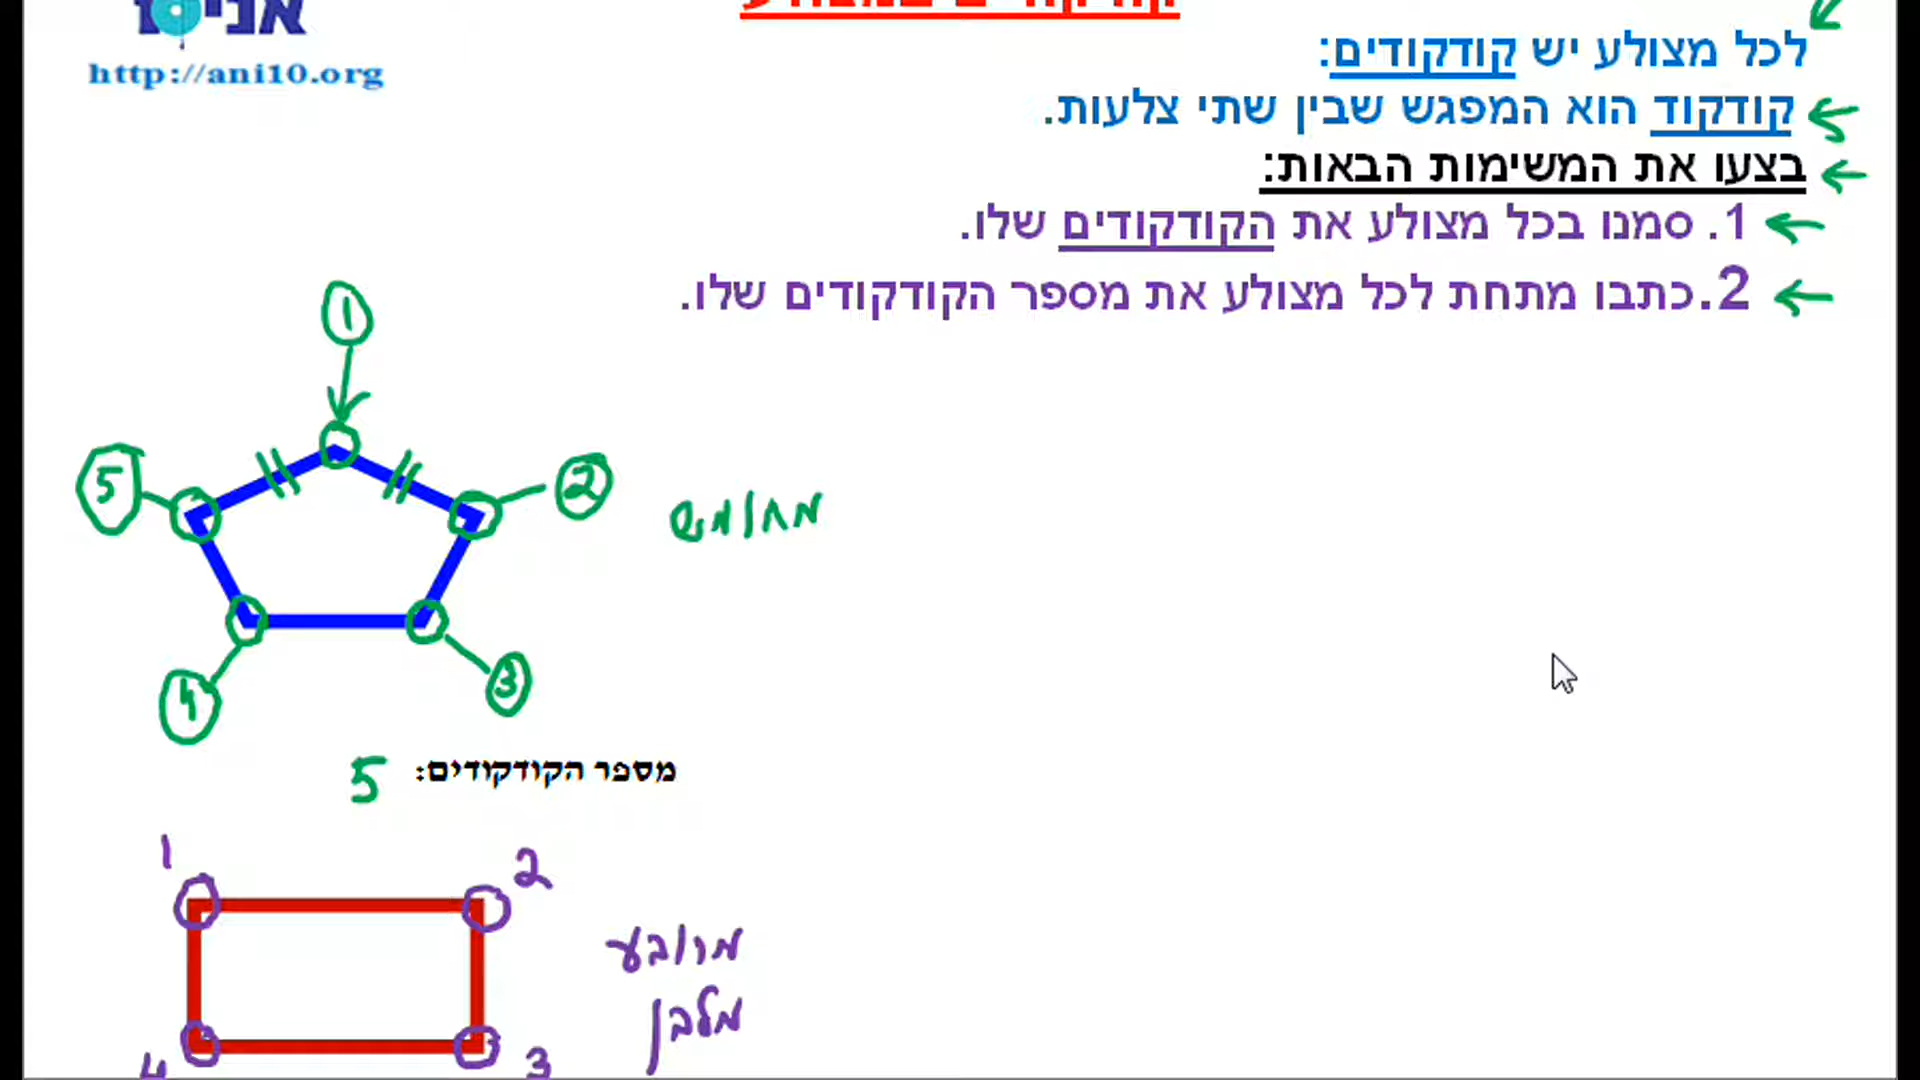 http://ani10.org
לכל מצולע יש קודקודים:
קודקוד הוא המפגש שבין שתי צלעות.
בצעו את המשימות הבאות:
1. סמנו בכל מצולע את הקודקודים שלו.
2.כתבו מתחת לכל מצולע את מספר הקודקודים שלו.
1
5
2
מחומש
4
3
מספר הקודקודים: 5
1
2
מרובע
מלבן
4
3